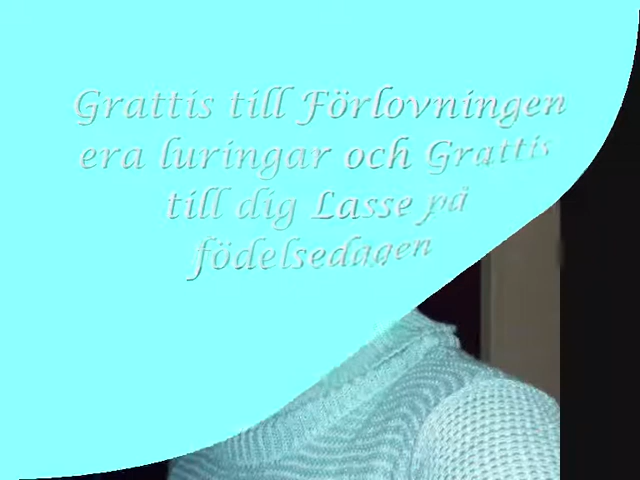 Grattis till Förlovningen
era luringar och Grattis
till dig Lasse på
födelsedagen